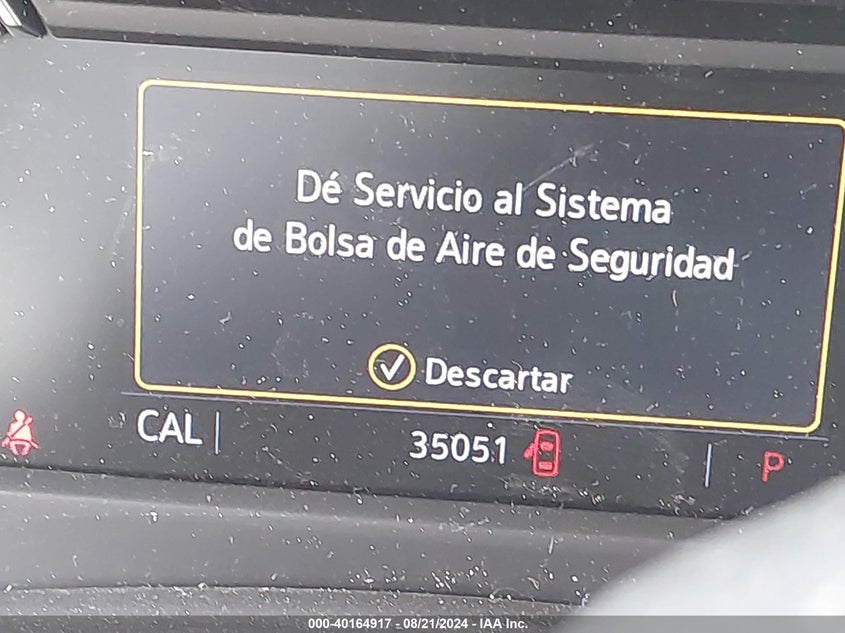 Dé Servicio al Sistema
de Bolsa de Aire de Seguridad
Descartar
CAL
35051
P
000-40164917 - 08/21/2024 - IAA Inc.